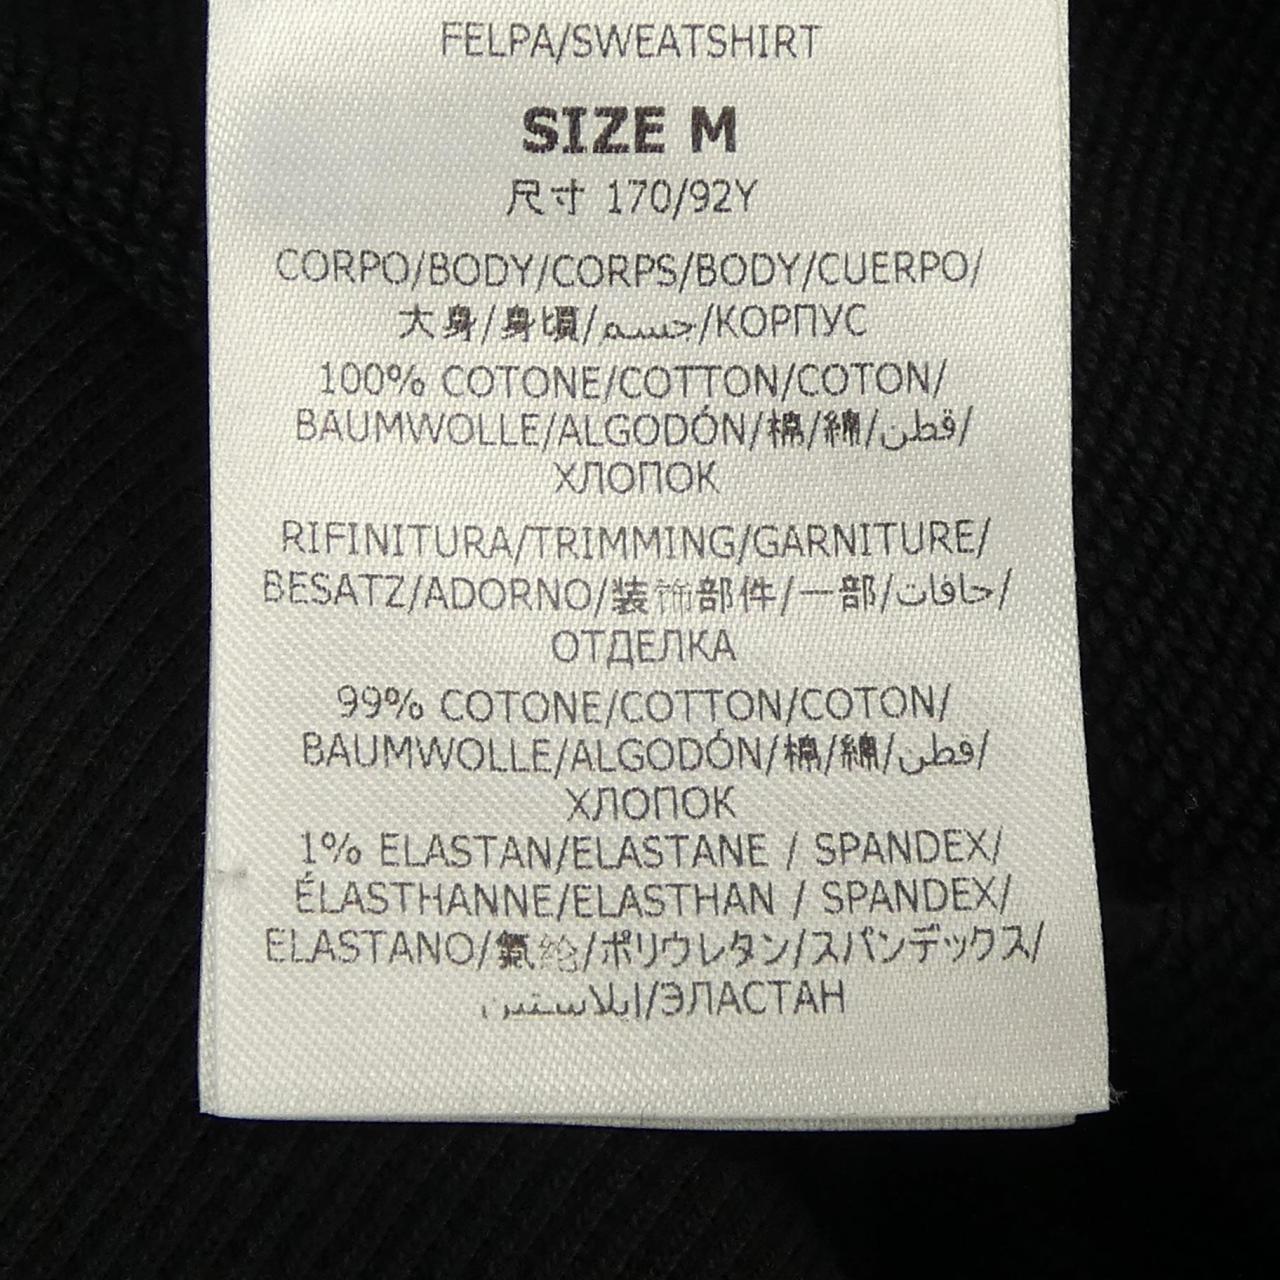 FELPA/SWEATSHIRT
SIZE M
尺寸 170/92Y
CORPO/BODY/CORPS/BODY/CUERPO/
大身/身頃/جسم/КОРПУС
100% COTONE/COTTON/COTON/
BAUMWOLLE/ALGODÓN/棉/綿/قطن/
ХЛОПОК
RIFINITURA/TRIMMING/GARNITURE/
BESATZ/ADORNO/装饰部件/一部/حافات/
ОТДЕЛКА
99% COTONE/COTTON/COTON/
BAUMWOLLE/ALGODÓN/棉/綿/قطن/
ХЛОПОК
1% ELASTAN/ELASTANE / SPANDEX/
ÉLASTHANNE/ELASTHAN / SPANDEX/
ELASTANO/氨纶/ポリウレタン/スパンデックス/
ايلاستين/ЭЛАСТАН